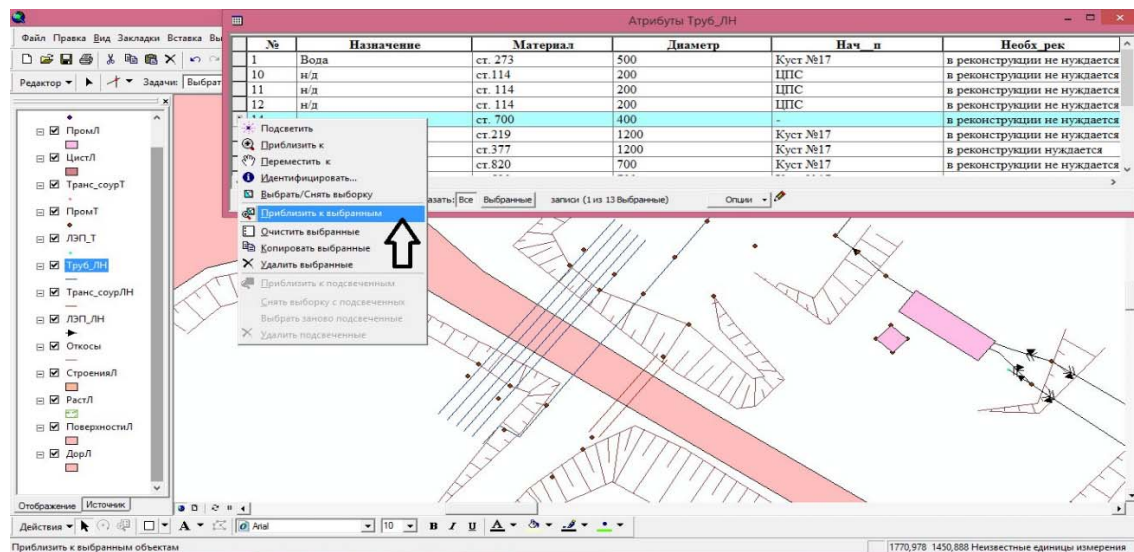 Атрибуты Труб_ЛН
Файл Правка Вид Закладки Вставка Вы
№ Назначение Материал Диаметр Нач__п Необх_рек
1 Вода ст. 273 500 Куст №17 в реконструкции не нуждается
10 н/д ст.114 200 ЦПС в реконструкции не нуждается
11 н/д ст. 114 200 ЦПС в реконструкции не нуждается
12 н/д ст. 114 200 ЦПС в реконструкции не нуждается
ст. 700 400 - в реконструкции не нуждается
ст.219 1200 Куст №17 в реконструкции не нуждается
ст.377 1200 Куст №17 в реконструкции нуждается
ст.820 700 Куст №17 в реконструкции не нуждается
азать: Все Выбранные записи (1 из 13 Выбранные) Опции
Редактор Задачи: Выбрат
ПромЛ
ЦистЛ
Транс_соурТ
ПромТ
ЛЭП_Т
Труб_ЛН
Транс_соурЛН
ЛЭП_ЛН
Откосы
СтроенияЛ
РастЛ
ПоверхностиЛ
ДорЛ
Подсветить
Приблизить к
Переместить к
Идентифицировать...
Выбрать/Снять выборку
Приблизить к выбранным
Очистить выбранные
Копировать выбранные
Удалить выбранные
Приблизить к подсвеченным
Снять выборку с подсвеченных
Выбрать заново подсвеченные
Удалить подсвеченные
Отображение Источник
Действия A Arial 10 B I U A
Приблизить к выбранным объектам 1770,978 1450,888 Неизвестные единицы измерения